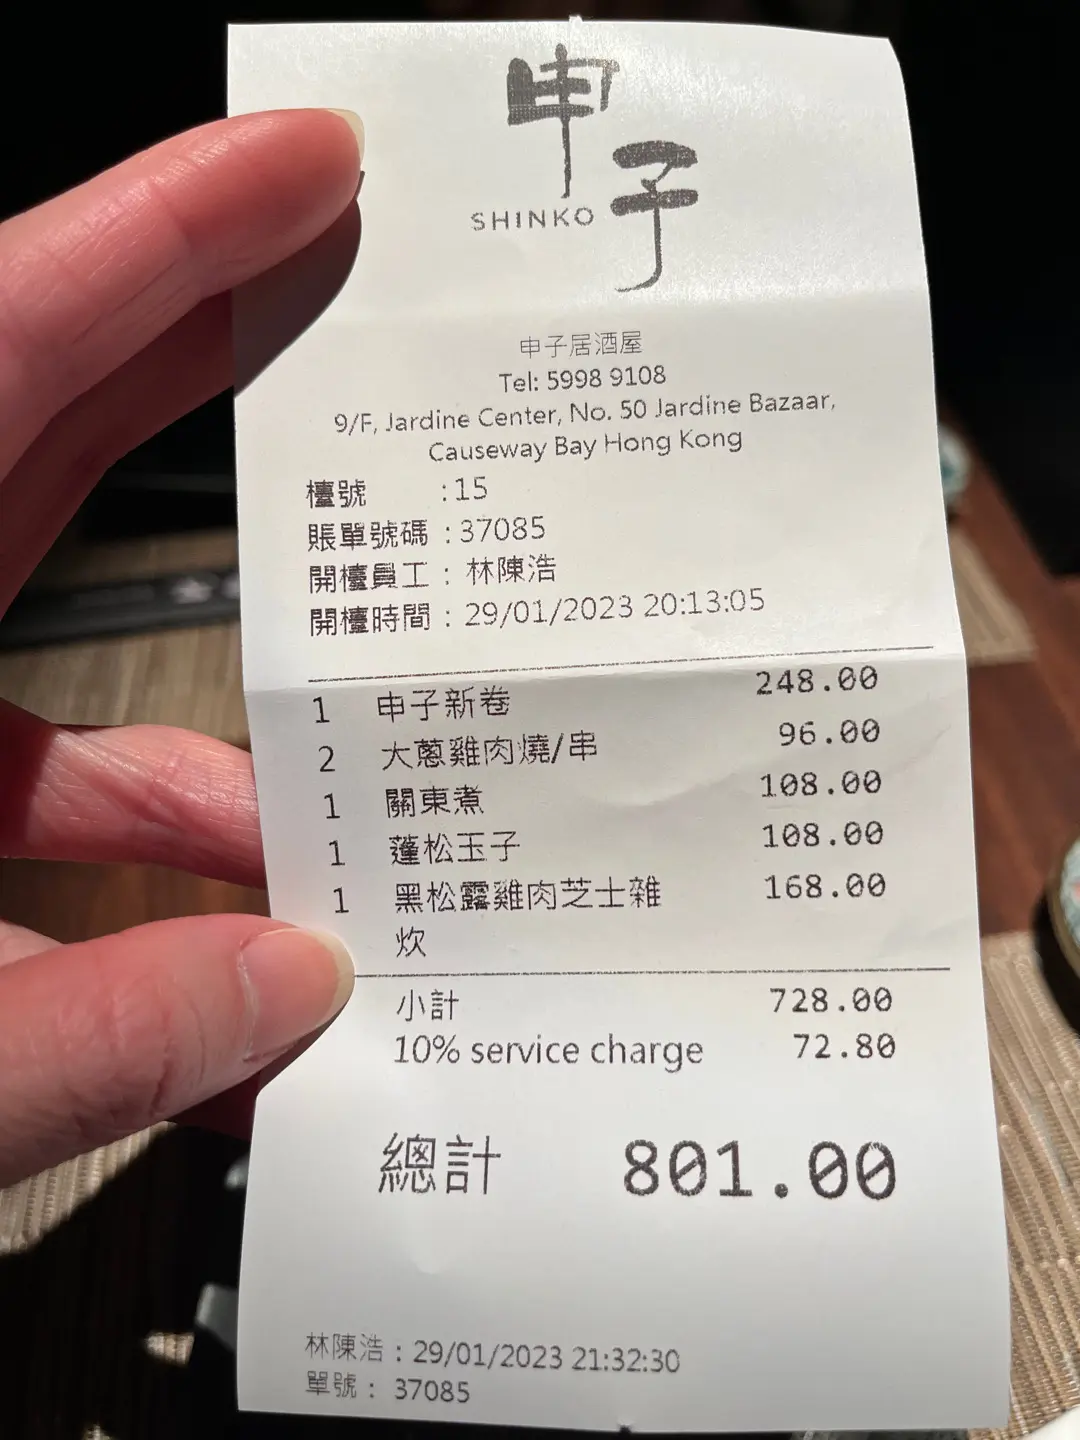 申子
SHINKO
申子居酒屋
Tel: 5998 9108
9/F, Jardine Center, No. 50 Jardine Bazaar,
Causeway Bay Hong Kong
檯號 :15
賬單號碼 :37085
開檯員工 : 林陳浩
開檯時間 : 29/01/2023 20:13:05
1 申子新卷 248.00
2 大蔥雞肉燒/串 96.00
1 關東煮 108.00
1 蓬松玉子 108.00
1 黑松露雞肉芝士雜 168.00
炊
小計 728.00
10% service charge 72.80
總計 801.00
林陳浩 : 29/01/2023 21:32:30
單號 : 37085